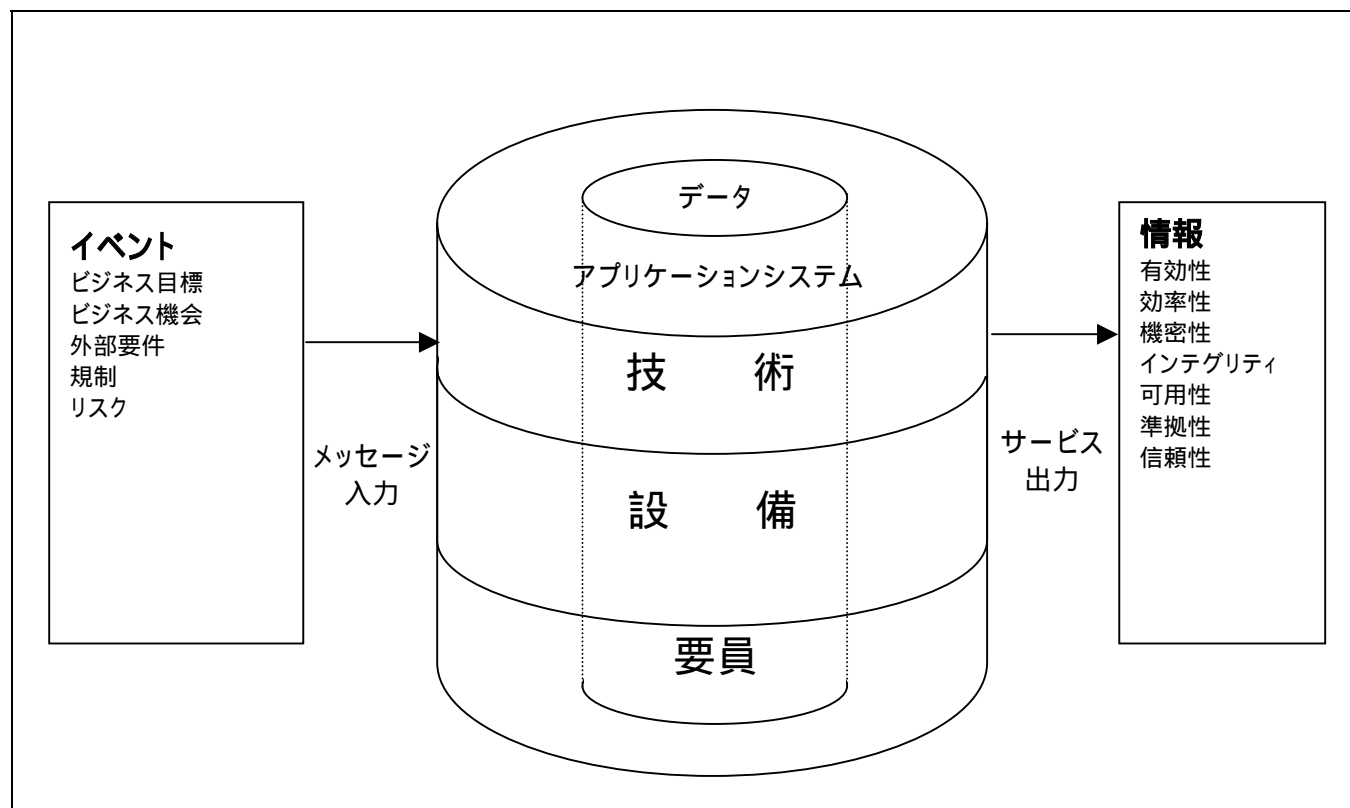 イベント
ビジネス目標
ビジネス機会
外部要件
規制
リスク
メッセージ
入力
データ
アプリケーションシステム
技　術
設　備
要員
サービス
出力
情報
有効性
効率性
機密性
インテグリティ
可用性
準拠性
信頼性